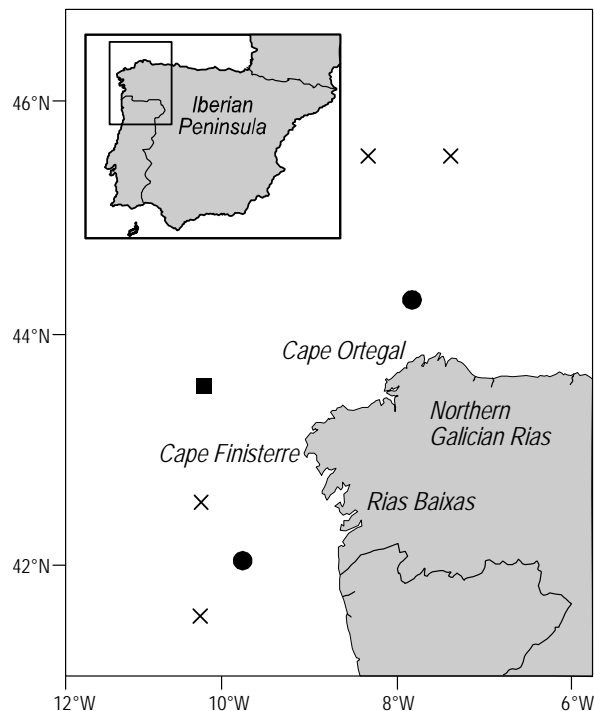 Iberian
Peninsula
46°N
44°N
Cape Ortegal
Northern
Galician Rias
Cape Finisterre
Rias Baixas
42°N
12°W
10°W
8°W
6°W